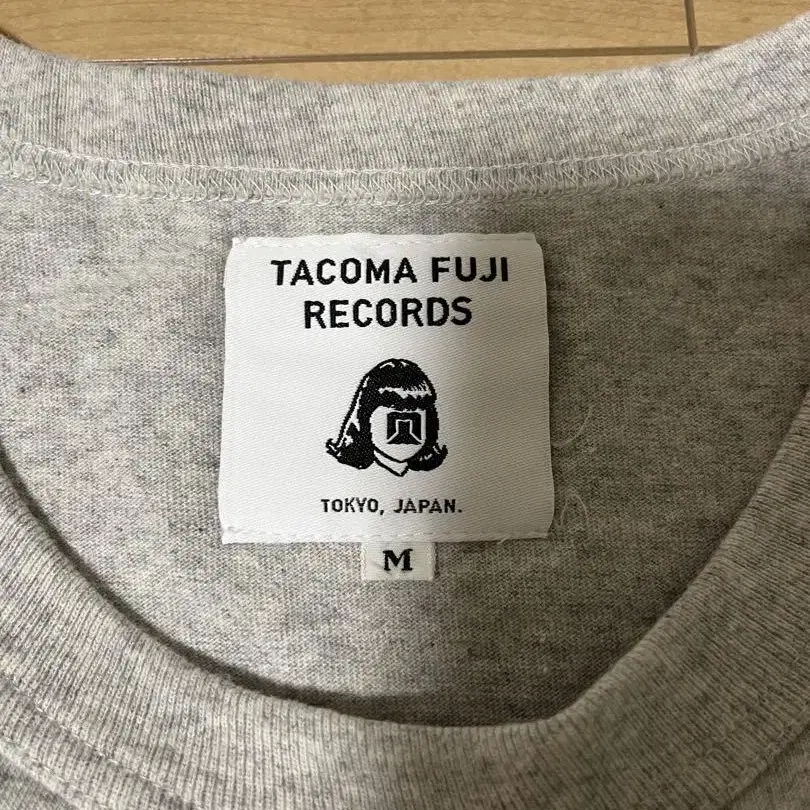 TACOMA FUJI
RECORDS
TOKYO, JAPAN.
M